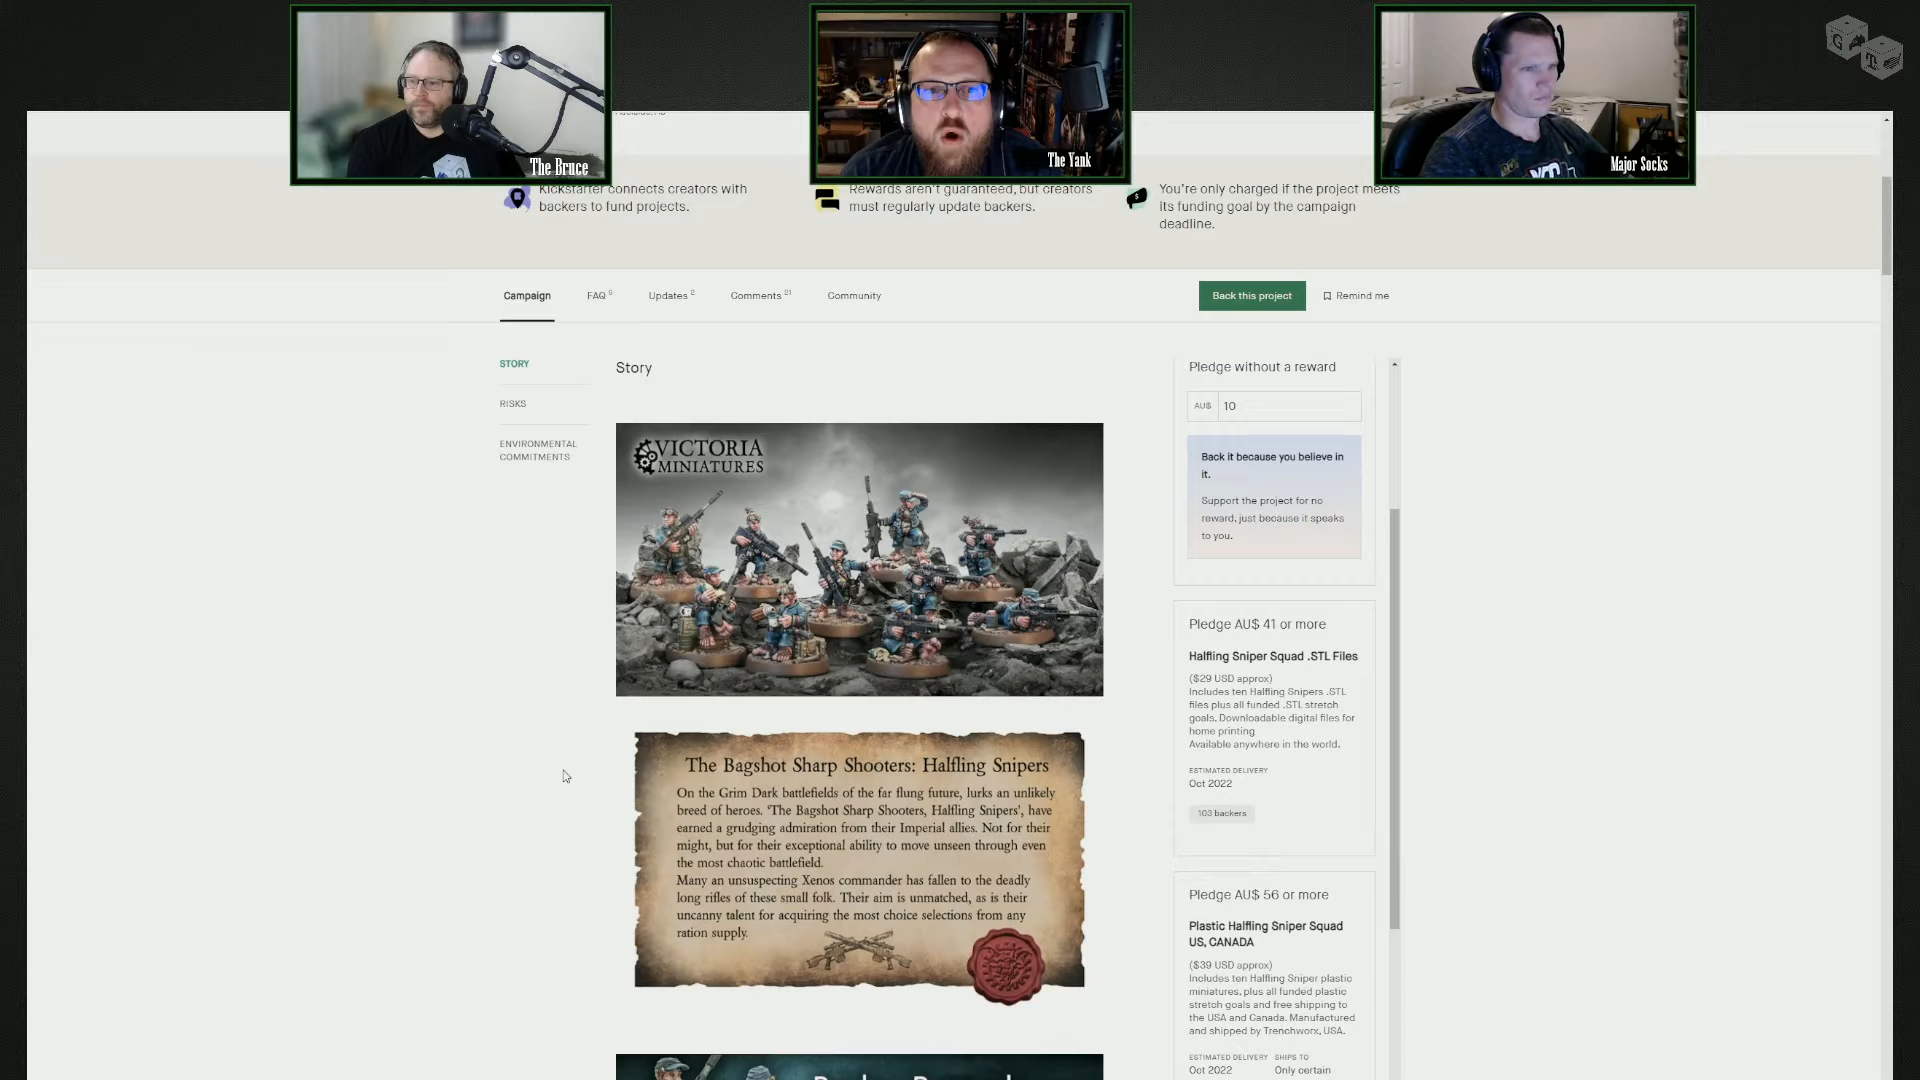 The Bruce
The Yank
Major Socks
G
T
Kickstarter connects creators with
backers to fund projects.
Rewards aren't guaranteed, but creators
must regularly update backers.
You're only charged if the project meets
its funding goal by the campaign
deadline.
Campaign
FAQ 9
Updates 2
Comments 21
Community
Back this project
Remind me
STORY
RISKS
ENVIRONMENTAL
COMMITMENTS
Story
VICTORIA
MINIATURES
The Bagshot Sharp Shooters: Halfling Snipers
On the Grim Dark battlefields of the far flung future, lurks an unlikely
breed of heroes. 'The Bagshot Sharp Shooters, Halfling Snipers', have
earned a grudging admiration from their Imperial allies. Not for their
might, but for their exceptional ability to move unseen through even
the most chaotic battlefield.
Many an unsuspecting Xenos commander has fallen to the deadly
long rifles of these small folk. Their aim is unmatched, as is their
uncanny talent for acquiring the most choice selections from any
ration supply.
Pledge without a reward
AU$ 10
Back it because you believe in
it.
Support the project for no
reward, just because it speaks
to you.
Pledge AU$ 41 or more
Halfling Sniper Squad .STL Files
($29 USD approx)
Includes ten Halfling Snipers .STL
files plus all funded .STL stretch
goals. Downloadable digital files for
home printing
Available anywhere in the world.
ESTIMATED DELIVERY
Oct 2022
103 backers
Pledge AU$ 56 or more
Plastic Halfling Sniper Squad
US, CANADA
($39 USD approx)
Includes ten Halfling Sniper plastic
miniatures, plus all funded plastic
stretch goals and free shipping to
the USA and Canada. Manufactured
and shipped by Trenchworx, USA.
ESTIMATED DELIVERY SHIPS TO
Oct 2022 Only certain